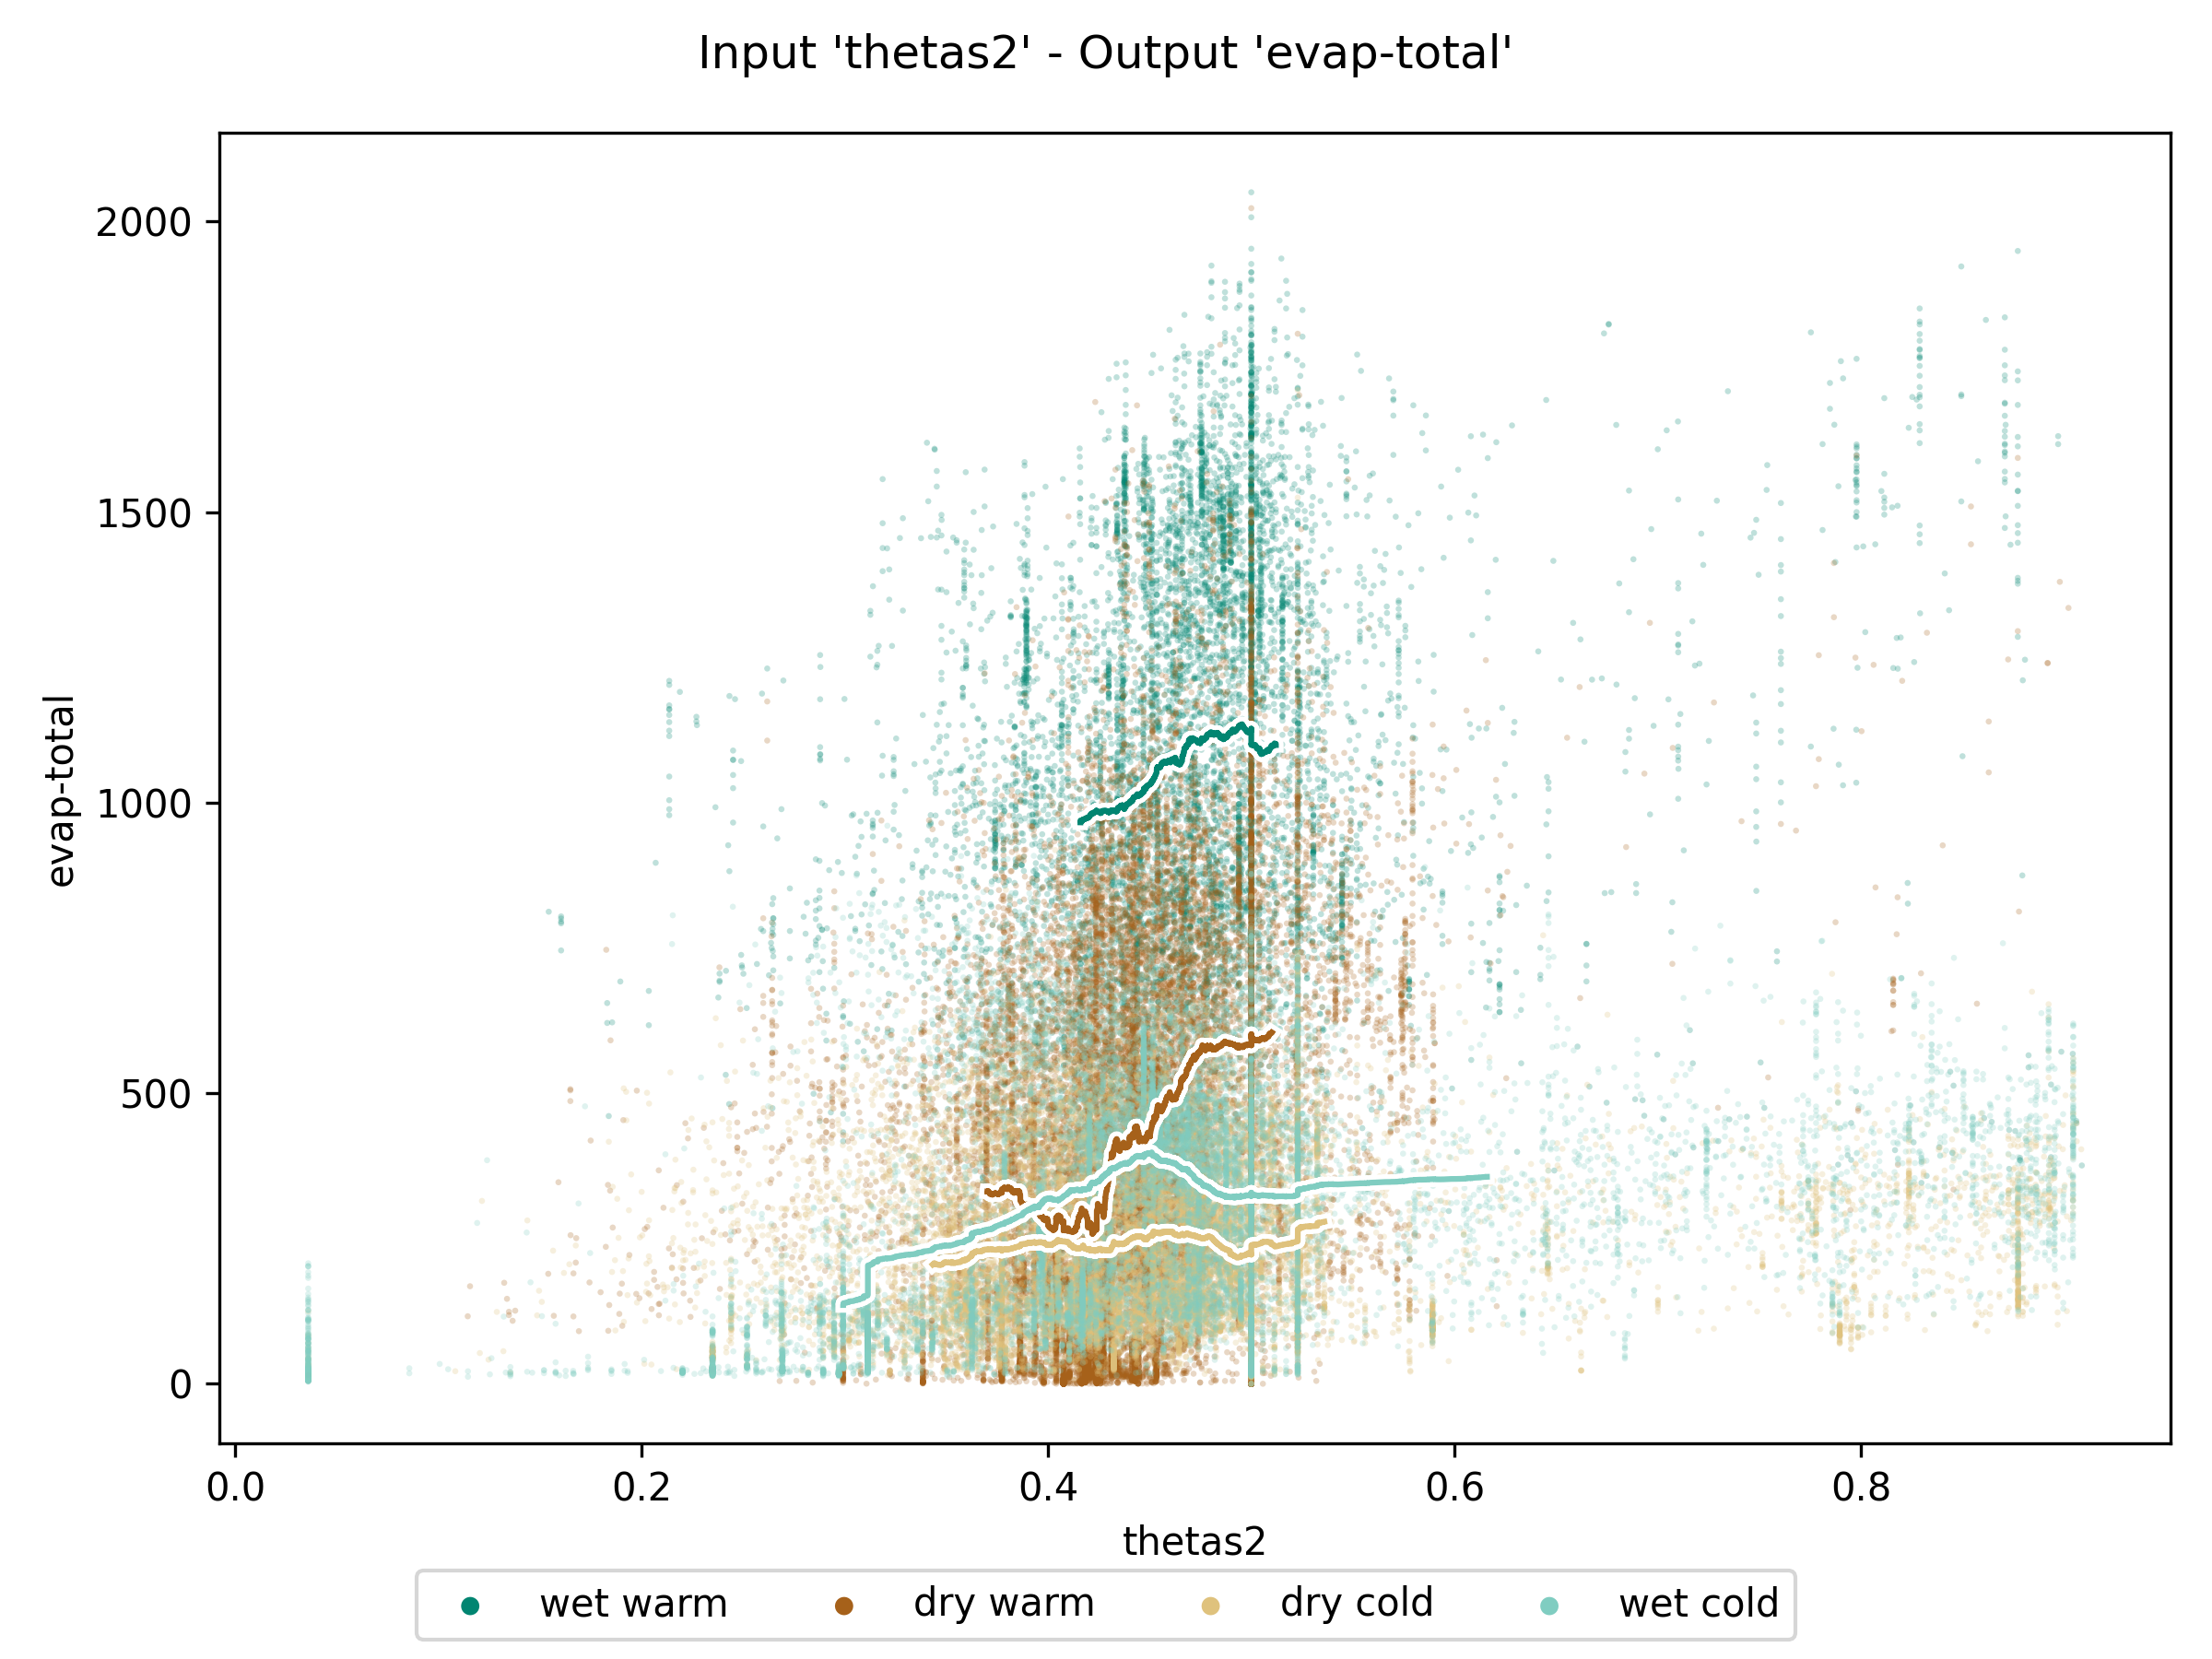 Input 'thetas2' - Output 'evap-total'
2000
1500
1000
500
0
evap-total
0.0 0.2 0.4 0.6 0.8
thetas2
wet warm dry warm dry cold wet cold